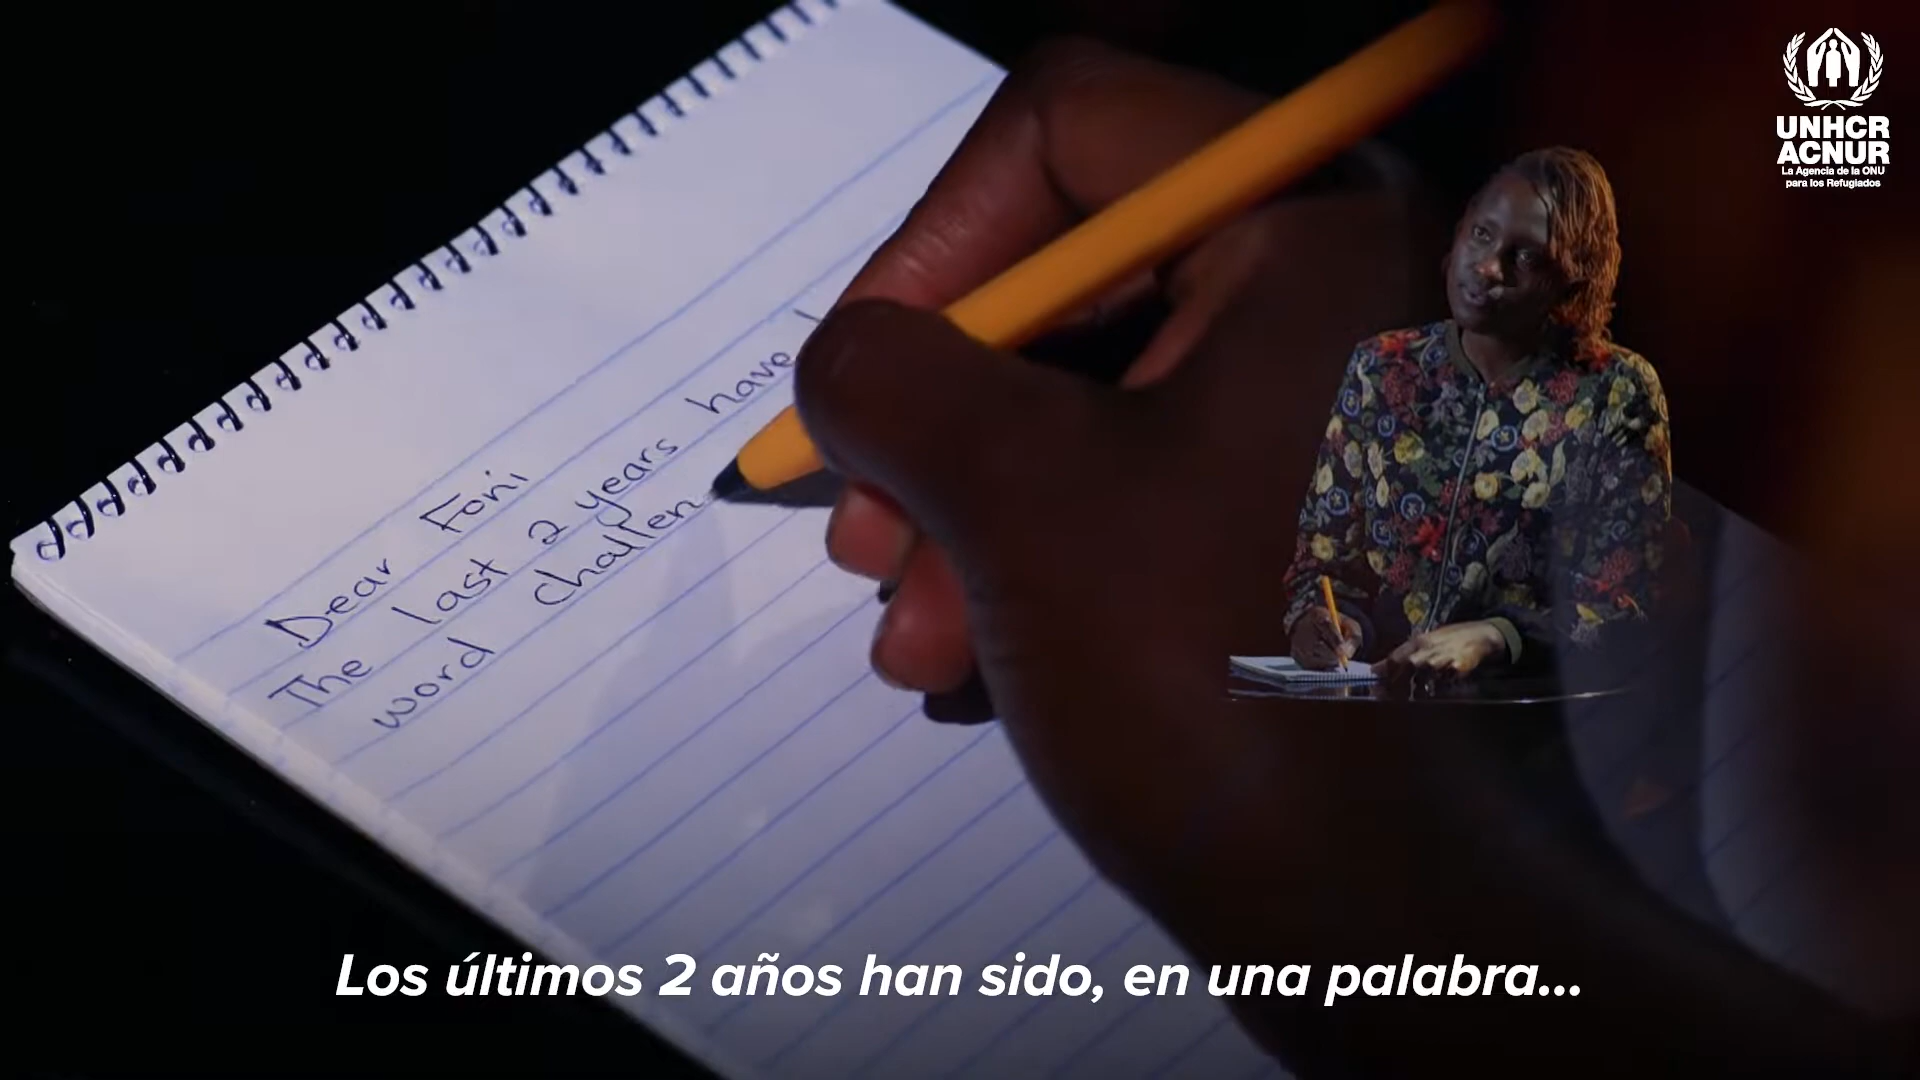 UNHCR
ACNUR
La Agencia de la ONU
para los Refugiados
Dear Foni
The last 2 years have
word challen
Los últimos 2 años han sido, en una palabra...